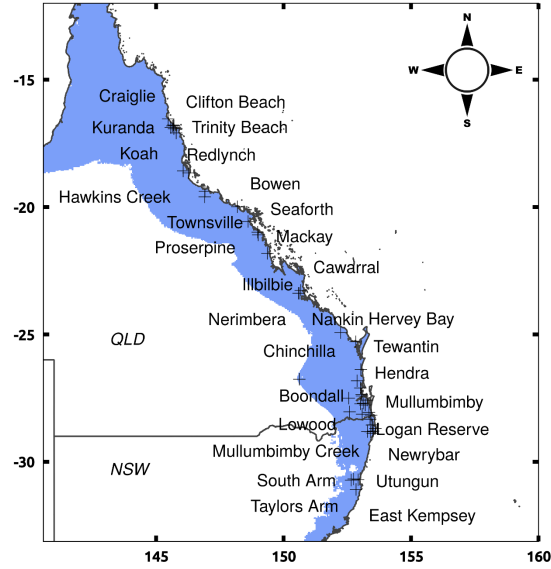 N
W E
S
-15
-20
-25
-30
Craiglie
Clifton Beach
Kuranda
Trinity Beach
Koah
Redlynch
Bowen
Hawkins Creek
Seaforth
Townsville
Mackay
Proserpine
Cawarral
Illbilbie
Nerimbera
Nankin Hervey Bay
QLD
Chinchilla
Tewantin
Hendra
Boondall
Mullumbimby
Lowood
Logan Reserve
Mullumbimby Creek
Newrybar
NSW
South Arm
Utungun
Taylors Arm
East Kempsey
145 150 155 160